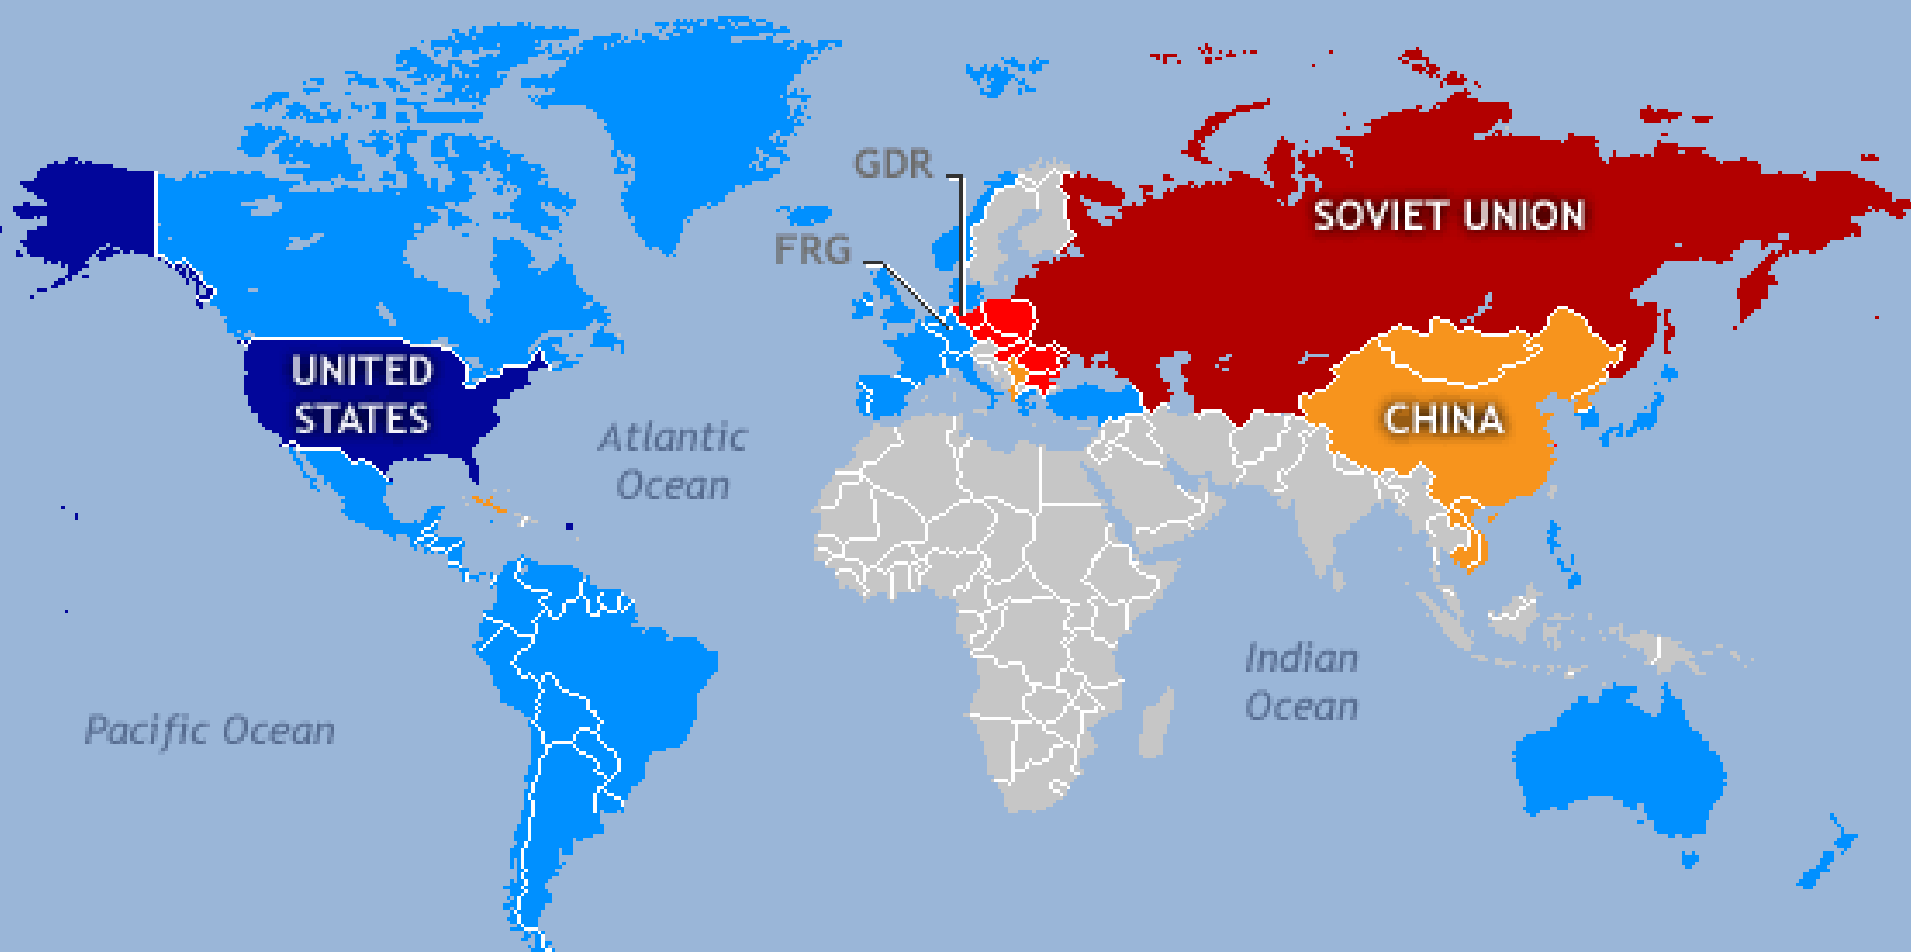 GDR
SOVIET UNION
FRG
UNITED
STATES
CHINA
Atlantic
Ocean
Indian
Ocean
Pacific Ocean